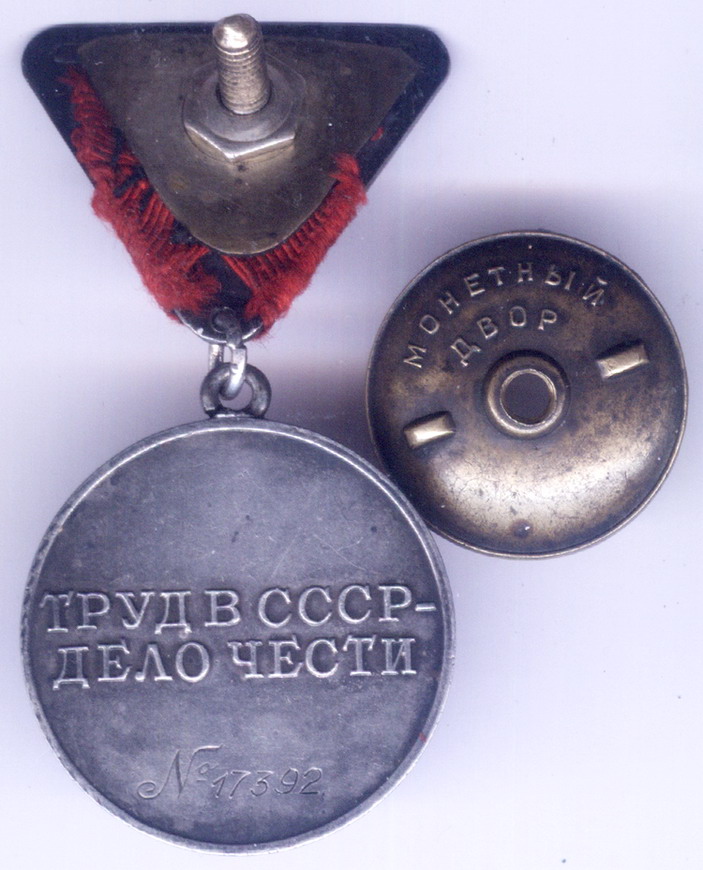 МОНЕТНЫЙ
ДВОР
ТРУД В СССР-
ДЕЛО ЧЕСТИ
№17392